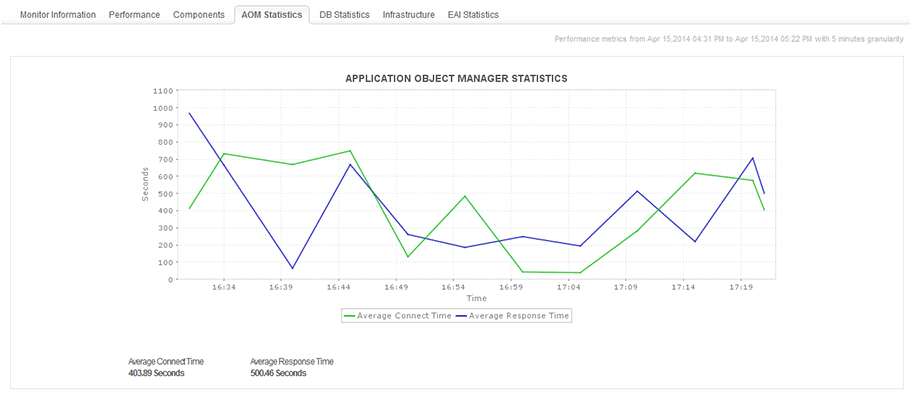 Monitor Information Performance Components AOM Statistics DB Statistics Infrastructure EAI Statistics
Performance metrics from Apr 15,2014 04:31 PM to Apr 15,2014 05:22 PM with 5 minutes granularity
APPLICATION OBJECT MANAGER STATISTICS
1100
1000
900
800
700
600
500
400
300
200
100
0
Seconds
16:34 16:39 16:44 16:49 16:54 16:59 17:04 17:09 17:14 17:19
Time
Average Connect Time Average Response Time
Average Connect Time Average Response Time
403.89 Seconds 500.46 Seconds